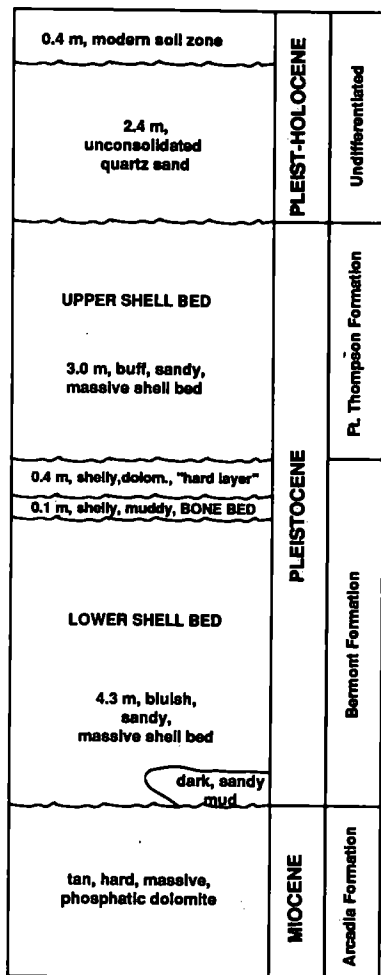 0.4 m, modern soil zone
2.4 m,
unconsolidated
quartz sand
UPPER SHELL BED
3.0 m, buff, sandy,
massive shell bed
0.4 m, shelly,dolom., "hard layer"
0.1 m, shelly, muddy, BONE BED
LOWER SHELL BED
4.3 m, bluish,
sandy,
massive shell bed
dark, sandy
mud
tan, hard, massive,
phosphatic dolomite
PLEIST-HOLOCENE
PLEISTOCENE
MIOCENE
Undifferentiated
Ft. Thompson Formation
Bermont Formation
Arcadia Formation